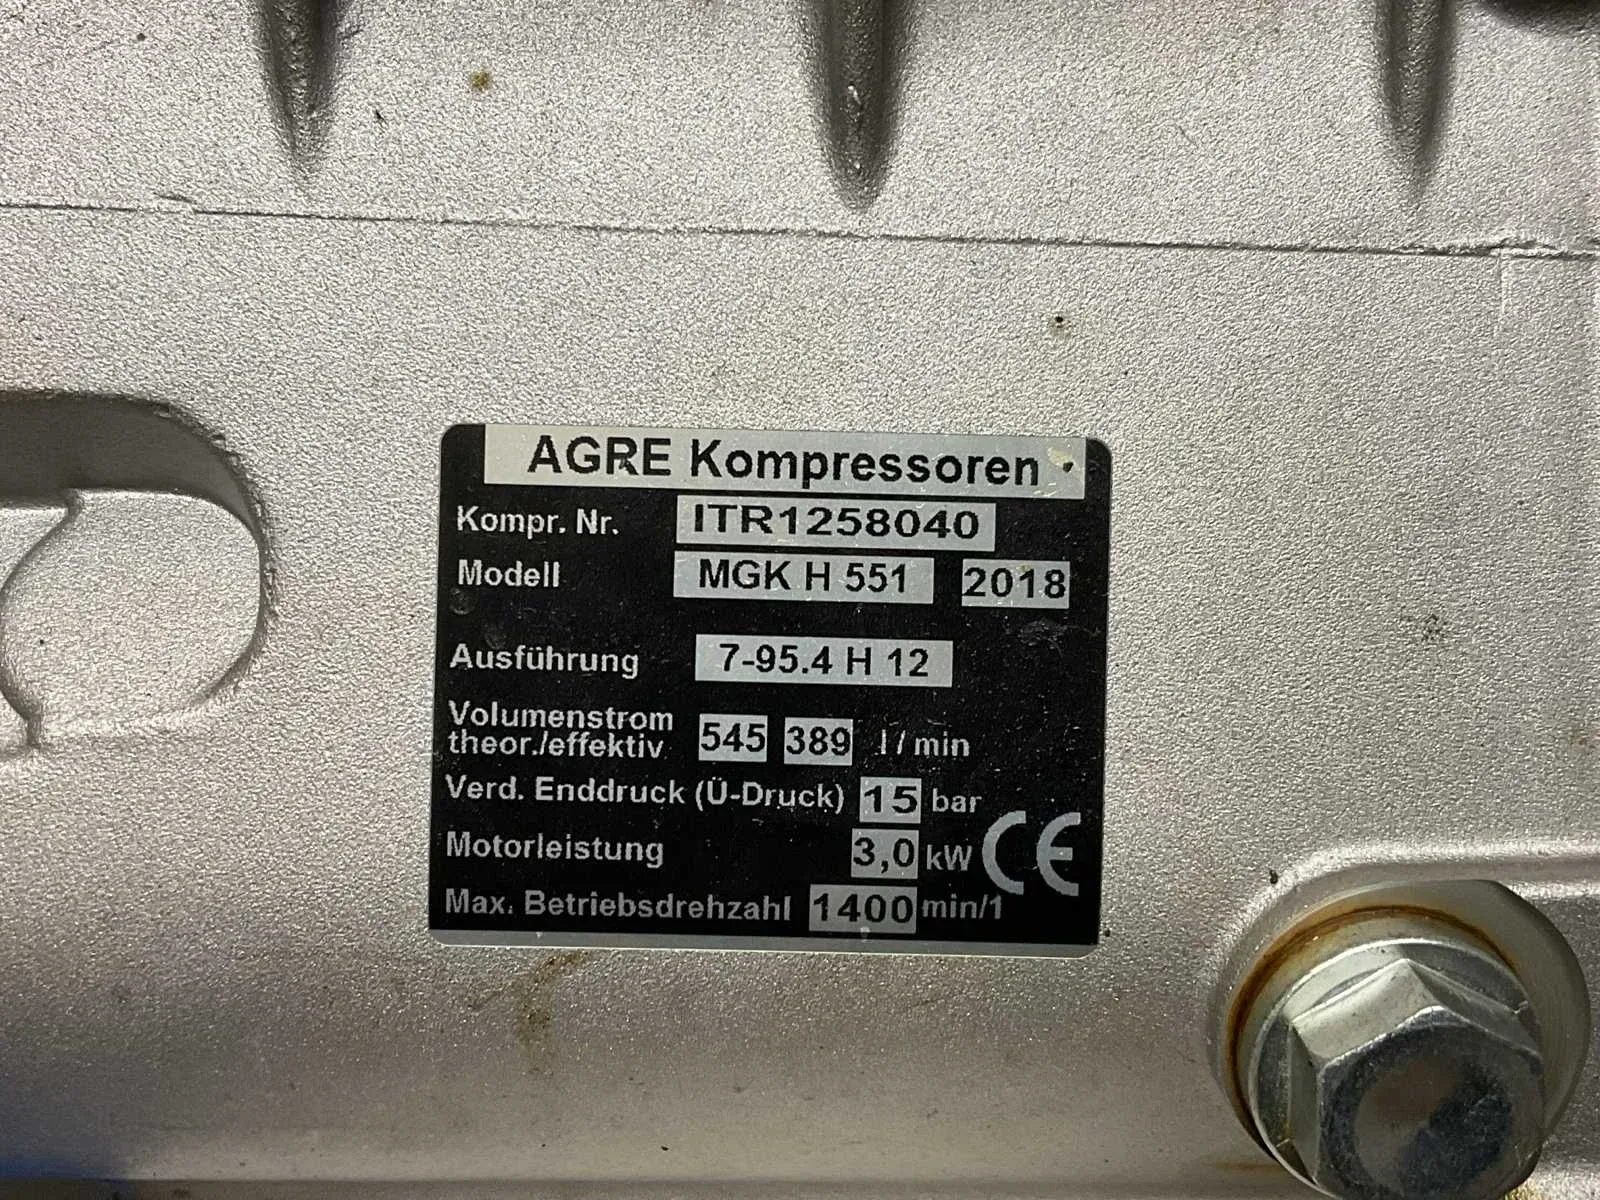 AGRE Kompressoren
Kompr. Nr. ITR1258040
Modell MGK H 551 2018
Ausführung 7-95.4 H 12
Volumenstrom
theor./effektiv 545 389 l / min
Verd. Enddruck (Ü-Druck) 15 bar
Motorleistung 3,0 kW CE
Max. Betriebsdrehzahl 1400 min/1